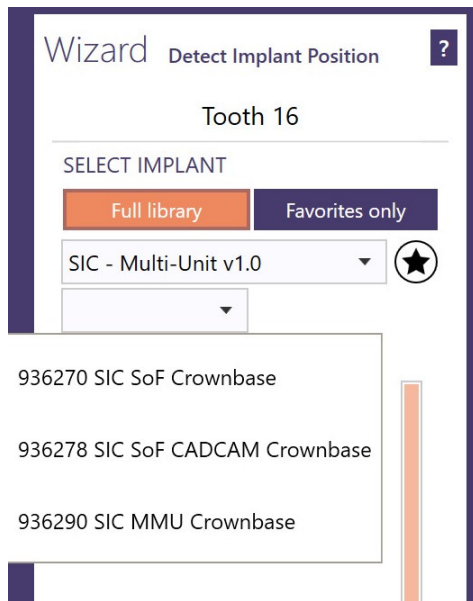 Wizard Detect Implant Position ?
Tooth 16
SELECT IMPLANT
Full library Favorites only
SIC - Multi-Unit v1.0
936270 SIC SoF Crownbase
936278 SIC SoF CADCAM Crownbase
936290 SIC MMU Crownbase